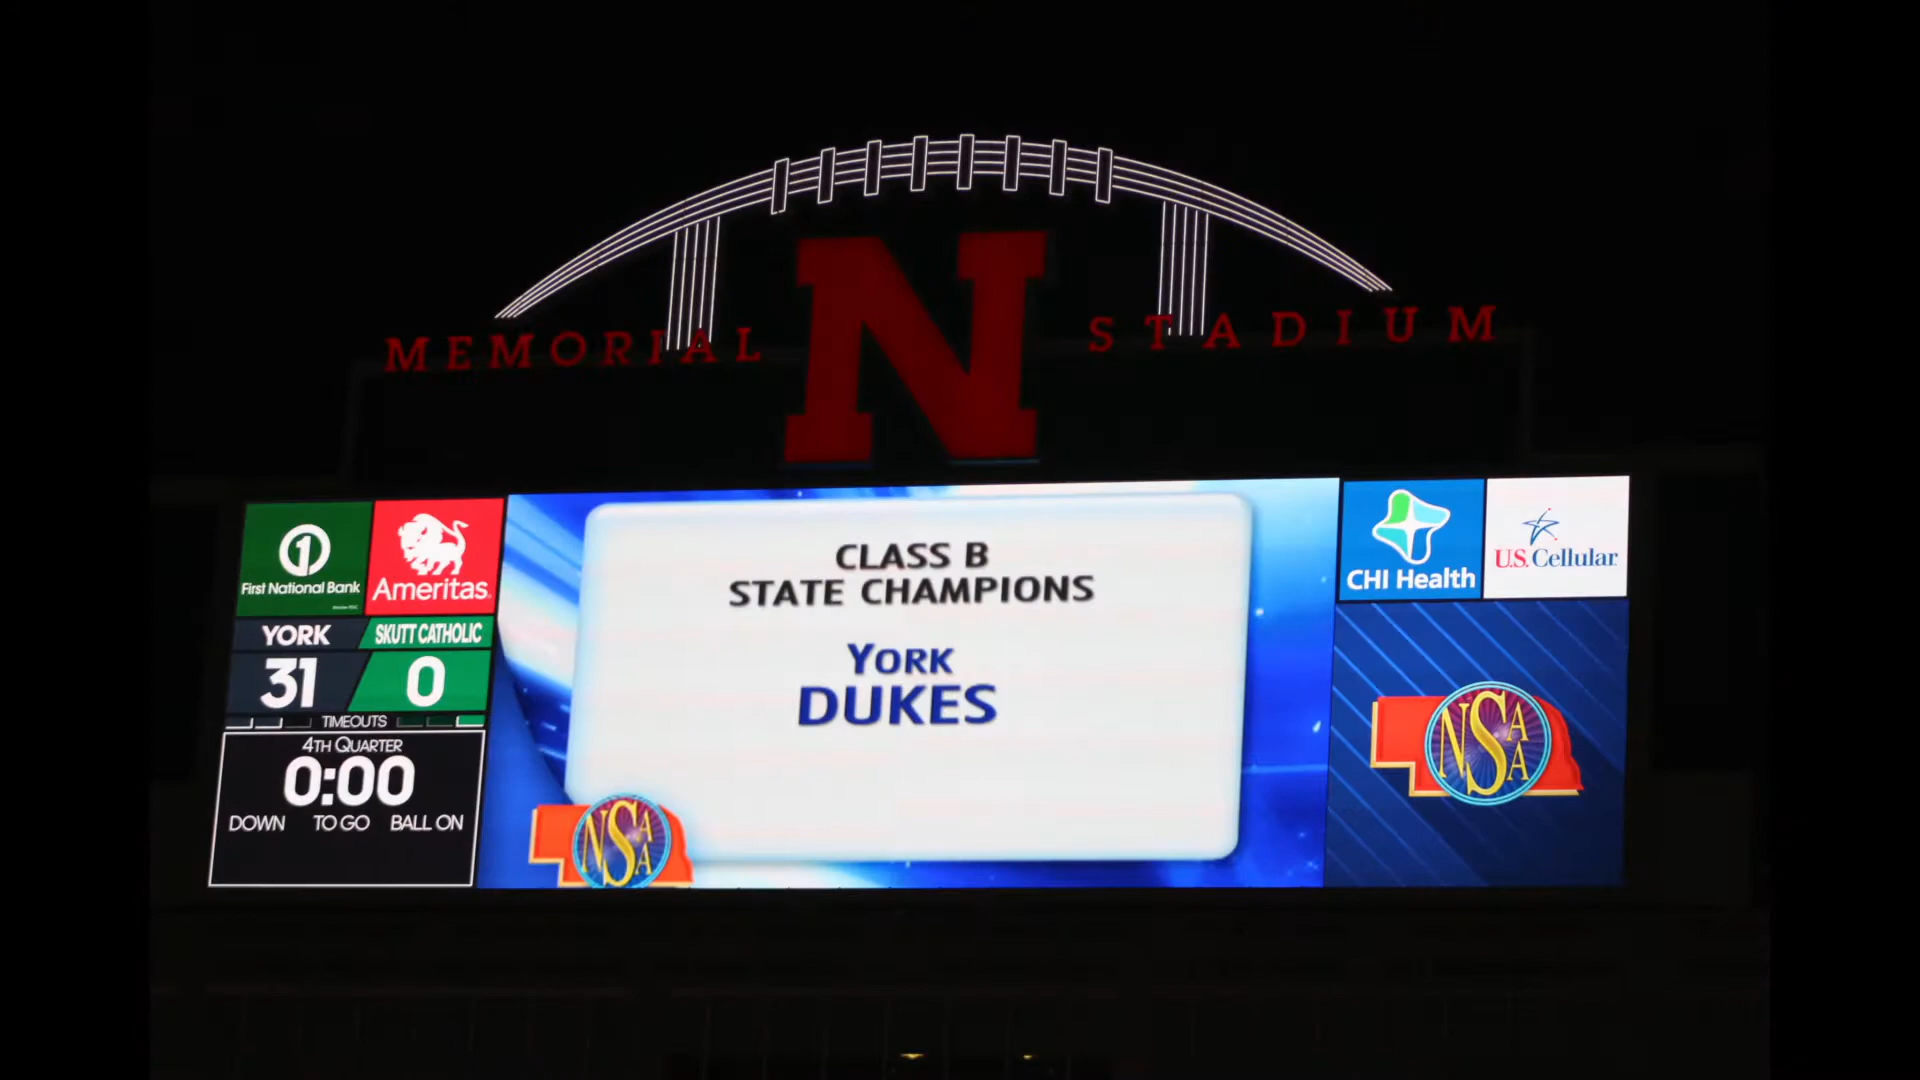 MEMORIAL N STADIUM
1
First National Bank
Ameritas
CLASS B
STATE CHAMPIONS
YORK
DUKES
NSAA
CHI Health
U.S. Cellular
YORK SKUTT CATHOLIC
31 0
TIMEOUTS
4TH QUARTER
0:00
DOWN TO GO BALL ON
NSAA